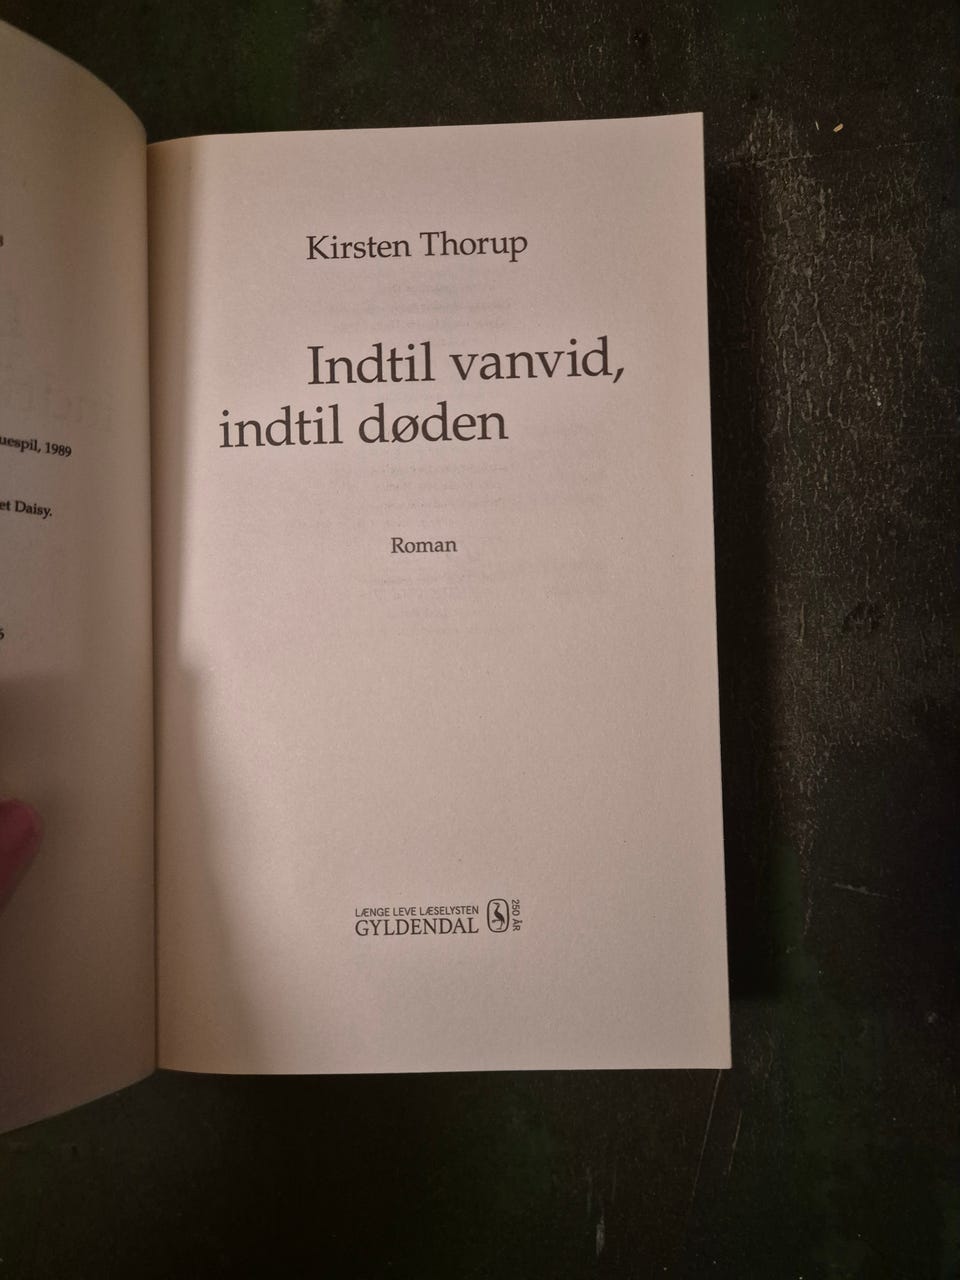 uespil, 1989
et Daisy.
Kirsten Thorup
Indtil vanvid,
indtil døden
Roman
LÆNGE LEVE LÆSELYSTEN
GYLDENDAL
250 ÅR